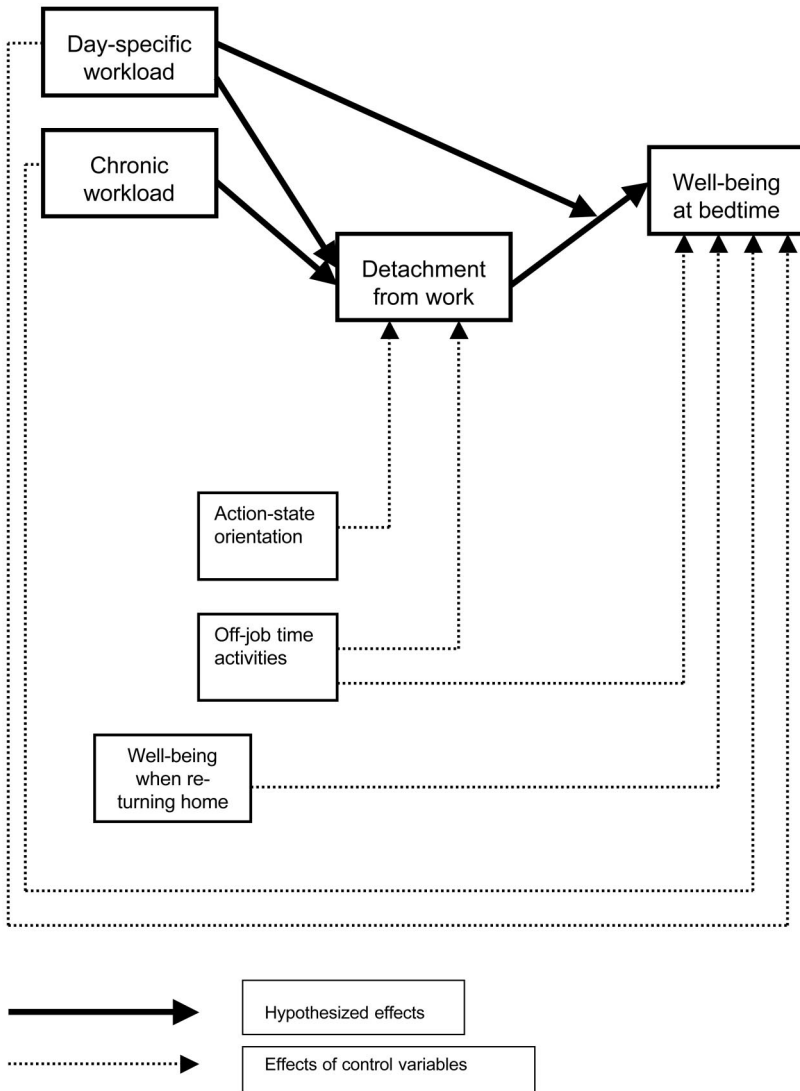 Day-specific
workload
Chronic
workload
Well-being
at bedtime
Detachment
from work
Action-state
orientation
Off-job time
activities
Well-being
when re-
turning home
Hypothesized effects
Effects of control variables